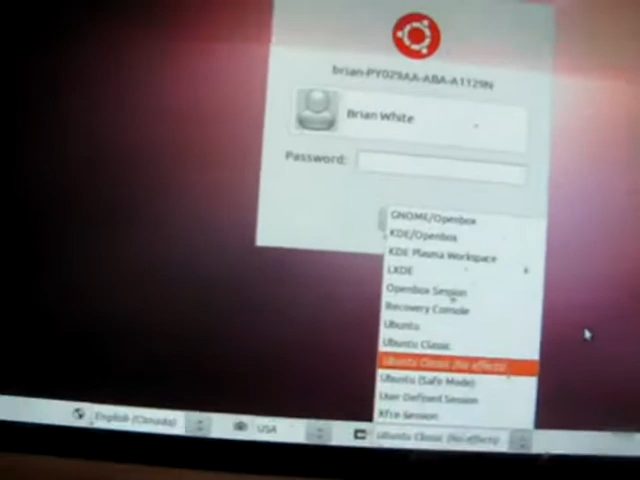 brian-PY029AA-ABA-A1129N
Brian White
Password:
GNOME/Openbox
KDE/Openbox
KDE Plasma Workspace
LXDE
Openbox Session
Recovery Console
Ubuntu
Ubuntu Classic
Ubuntu Classic (No effects)
Ubuntu (Safe Mode)
User Defined Session
Xfce Session
English (Canada)
USA
Ubuntu Classic (No effects)